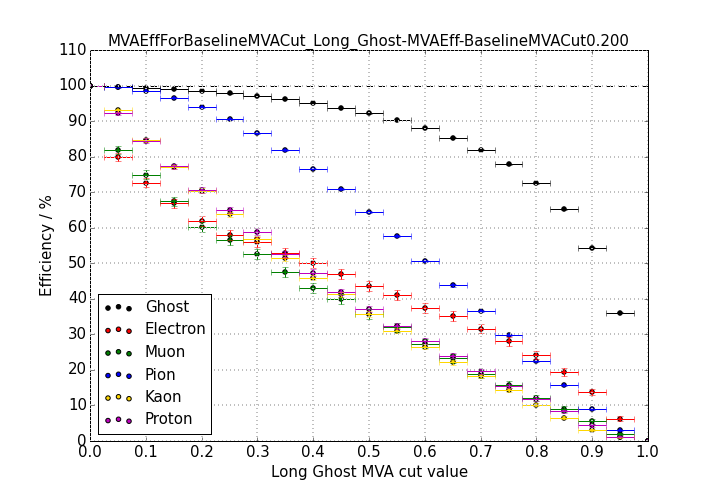 MVAEffForBaselineMVACut_Long_Ghost-MVAEff-BaselineMVACut0.200
110
100
90
80
70
60
50
40
30
20
10
0
Efficiency / %
Ghost
Electron
Muon
Pion
Kaon
Proton
0.0 0.1 0.2 0.3 0.4 0.5 0.6 0.7 0.8 0.9 1.0
Long Ghost MVA cut value